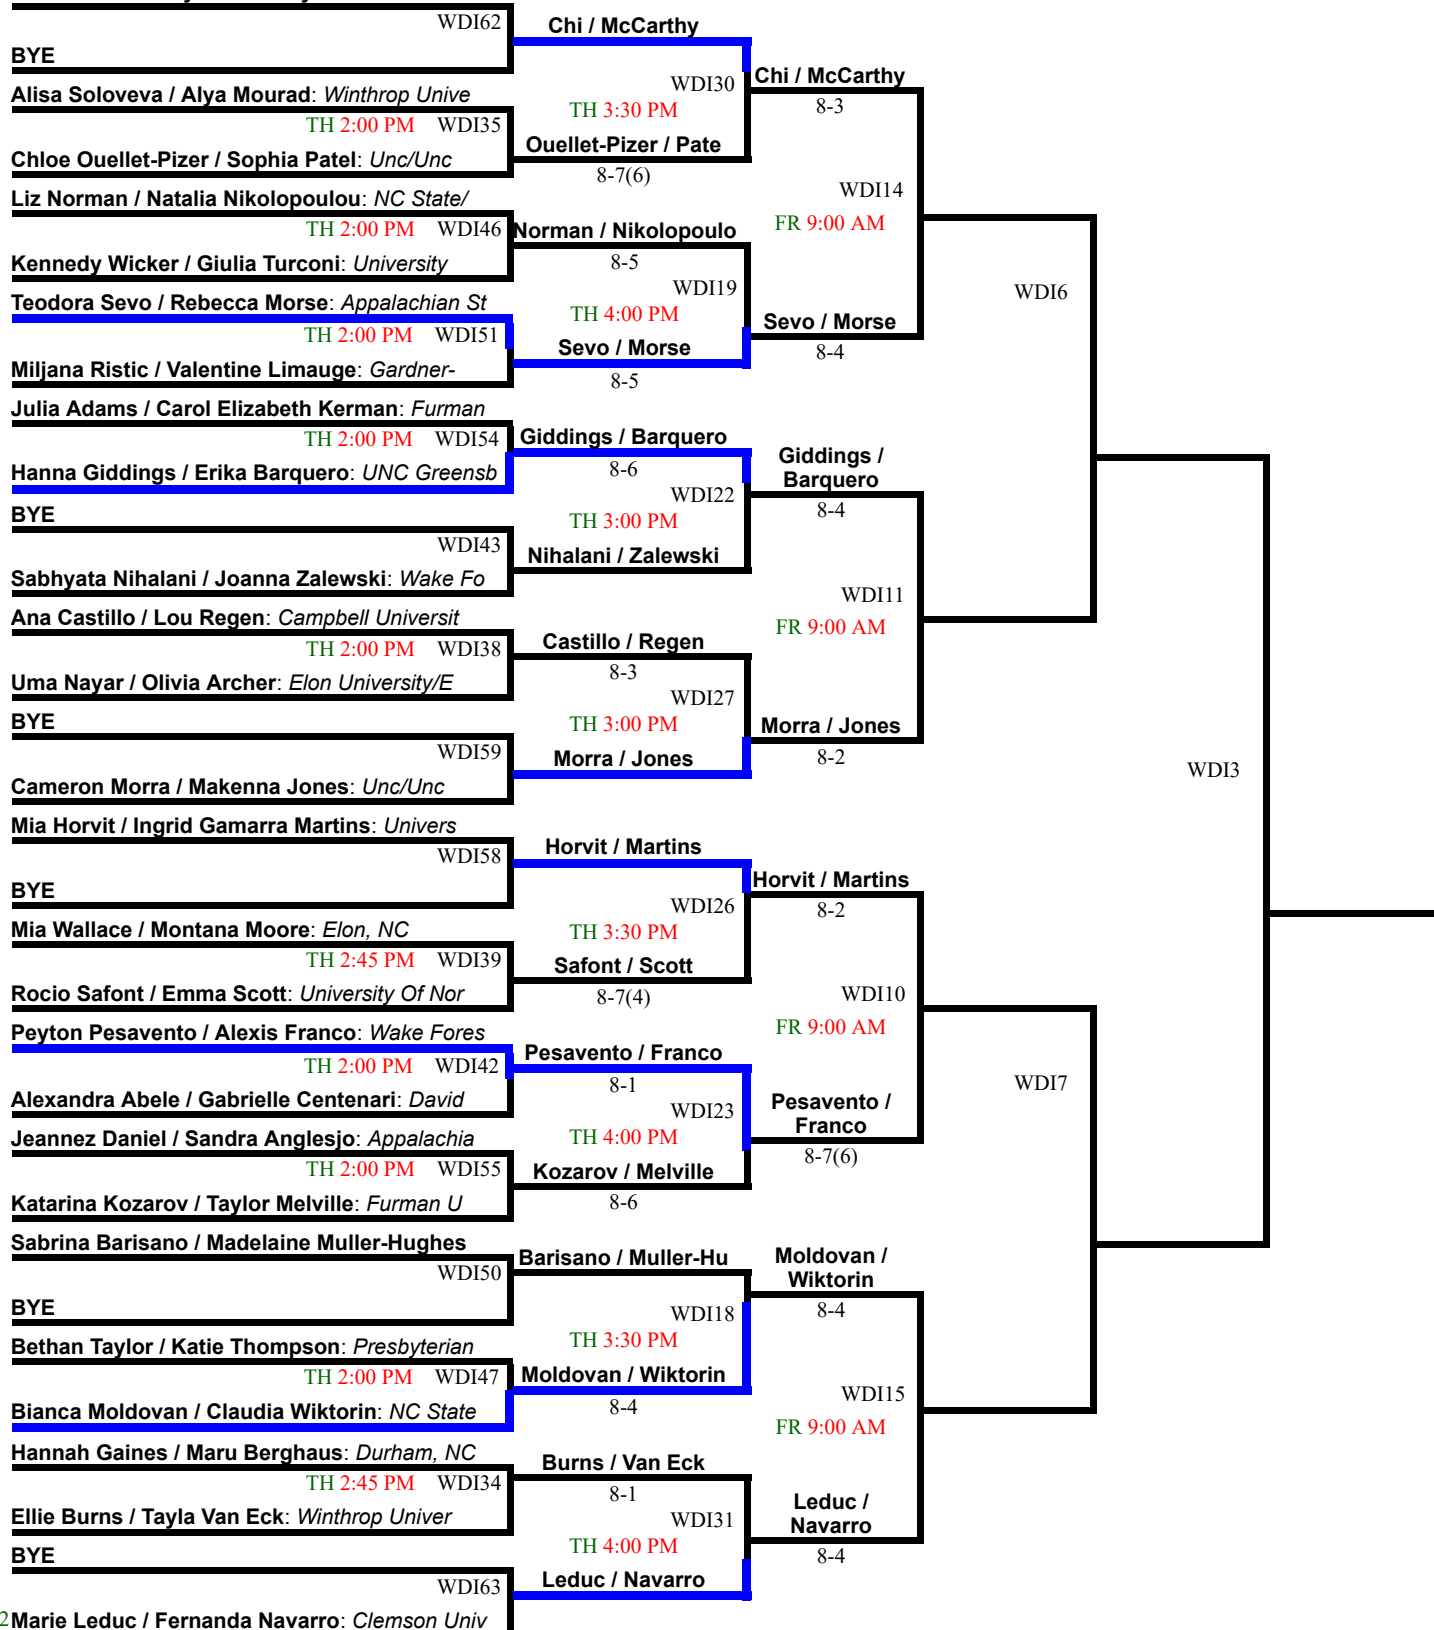 WDI62
Chi / McCarthy
BYE
WDI30
Chi / McCarthy
Alisa Soloveva / Alya Mourad: Winthrop Unive
TH 3:30 PM
8-3
TH 2:00 PM WDI35
Ouellet-Pizer / Pate
Chloe Ouellet-Pizer / Sophia Patel: Unc/Unc
8-7(6)
WDI14
Liz Norman / Natalia Nikolopoulou: NC State/
FR 9:00 AM
TH 2:00 PM WDI46
Norman / Nikolopoulo
Kennedy Wicker / Giulia Turconi: University
8-5
WDI19
WDI6
Teodora Sevo / Rebecca Morse: Appalachian St
TH 4:00 PM
Sevo / Morse
TH 2:00 PM WDI51
Sevo / Morse
8-4
Miljana Ristic / Valentine Limauge: Gardner-
8-5
Julia Adams / Carol Elizabeth Kerman: Furman
TH 2:00 PM WDI54
Giddings / Barquero
Giddings /
Barquero
Hanna Giddings / Erika Barquero: UNC Greensb
8-6
WDI22
8-4
BYE
TH 3:00 PM
WDI43
Nihalani / Zalewski
Sabhyata Nihalani / Joanna Zalewski: Wake Fo
WDI11
Ana Castillo / Lou Regen: Campbell Universit
FR 9:00 AM
TH 2:00 PM WDI38
Castillo / Regen
Uma Nayar / Olivia Archer: Elon University/E
8-3
WDI27
BYE
TH 3:00 PM
Morra / Jones
WDI59
Morra / Jones
8-2
WDI3
Cameron Morra / Makenna Jones: Unc/Unc
Mia Horvit / Ingrid Gamarra Martins: Univers
WDI58
Horvit / Martins
BYE
Horvit / Martins
WDI26
8-2
Mia Wallace / Montana Moore: Elon, NC
TH 3:30 PM
TH 2:45 PM WDI39
Safont / Scott
Rocio Safont / Emma Scott: University Of Nor
8-7(4)
WDI10
Peyton Pesavento / Alexis Franco: Wake Fores
FR 9:00 AM
TH 2:00 PM WDI42
Pesavento / Franco
WDI7
Alexandra Abele / Gabrielle Centenari: David
8-1
WDI23
Pesavento /
Franco
Jeannez Daniel / Sandra Anglesjo: Appalachia
TH 4:00 PM
8-7(6)
TH 2:00 PM WDI55
Kozarov / Melville
Katarina Kozarov / Taylor Melville: Furman U
8-6
Sabrina Barisano / Madelaine Muller-Hughes
WDI50
Barisano / Muller-Hu
Moldovan /
Wiktorin
BYE
WDI18
8-4
Bethan Taylor / Katie Thompson: Presbyterian
TH 3:30 PM
TH 2:00 PM WDI47
Moldovan / Wiktorin
Bianca Moldovan / Claudia Wiktorin: NC State
8-4
WDI15
FR 9:00 AM
Hannah Gaines / Maru Berghaus: Durham, NC
TH 2:45 PM WDI34
Burns / Van Eck
Ellie Burns / Tayla Van Eck: Winthrop Univer
8-1
WDI31
Leduc /
Navarro
BYE
TH 4:00 PM
8-4
WDI63
Leduc / Navarro
2 Marie Leduc / Fernanda Navarro: Clemson Univ